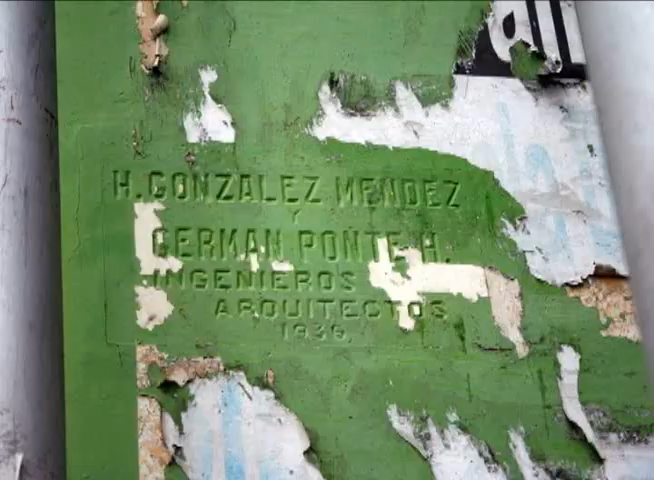 H. GONZALEZ MENDEZ
Y
GERMAN PONTE H.
INGENIEROS
ARQUITECTOS
1936